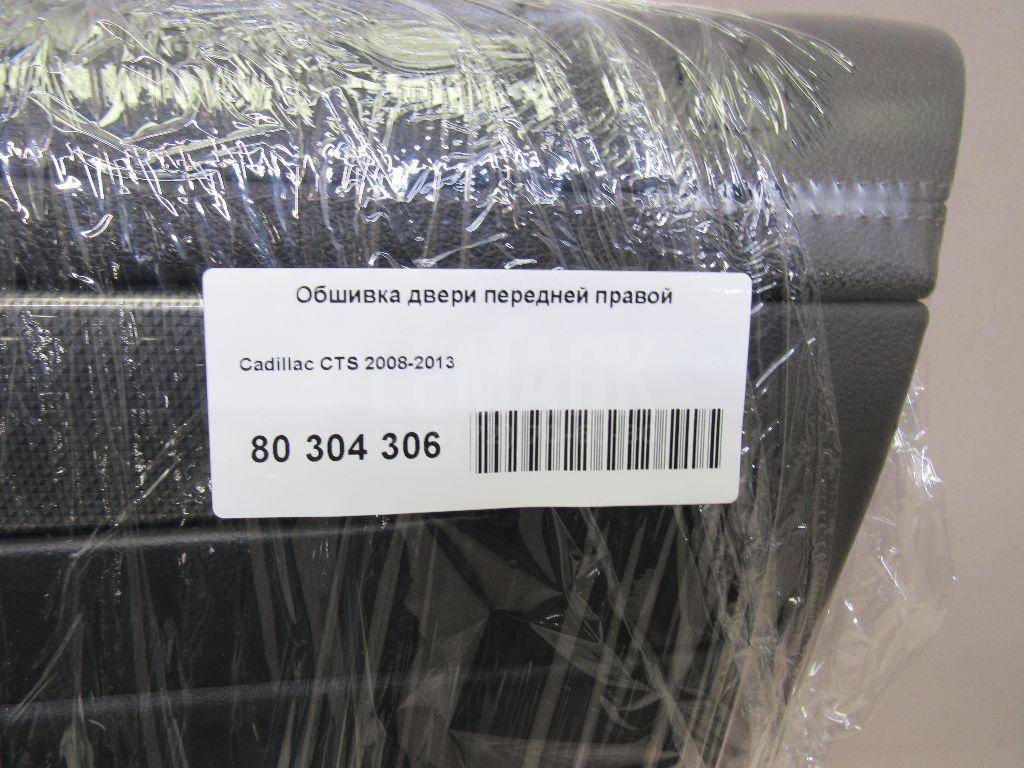 Обшивка двери передней правой
Cadillac CTS 2008-2013
80 304 306